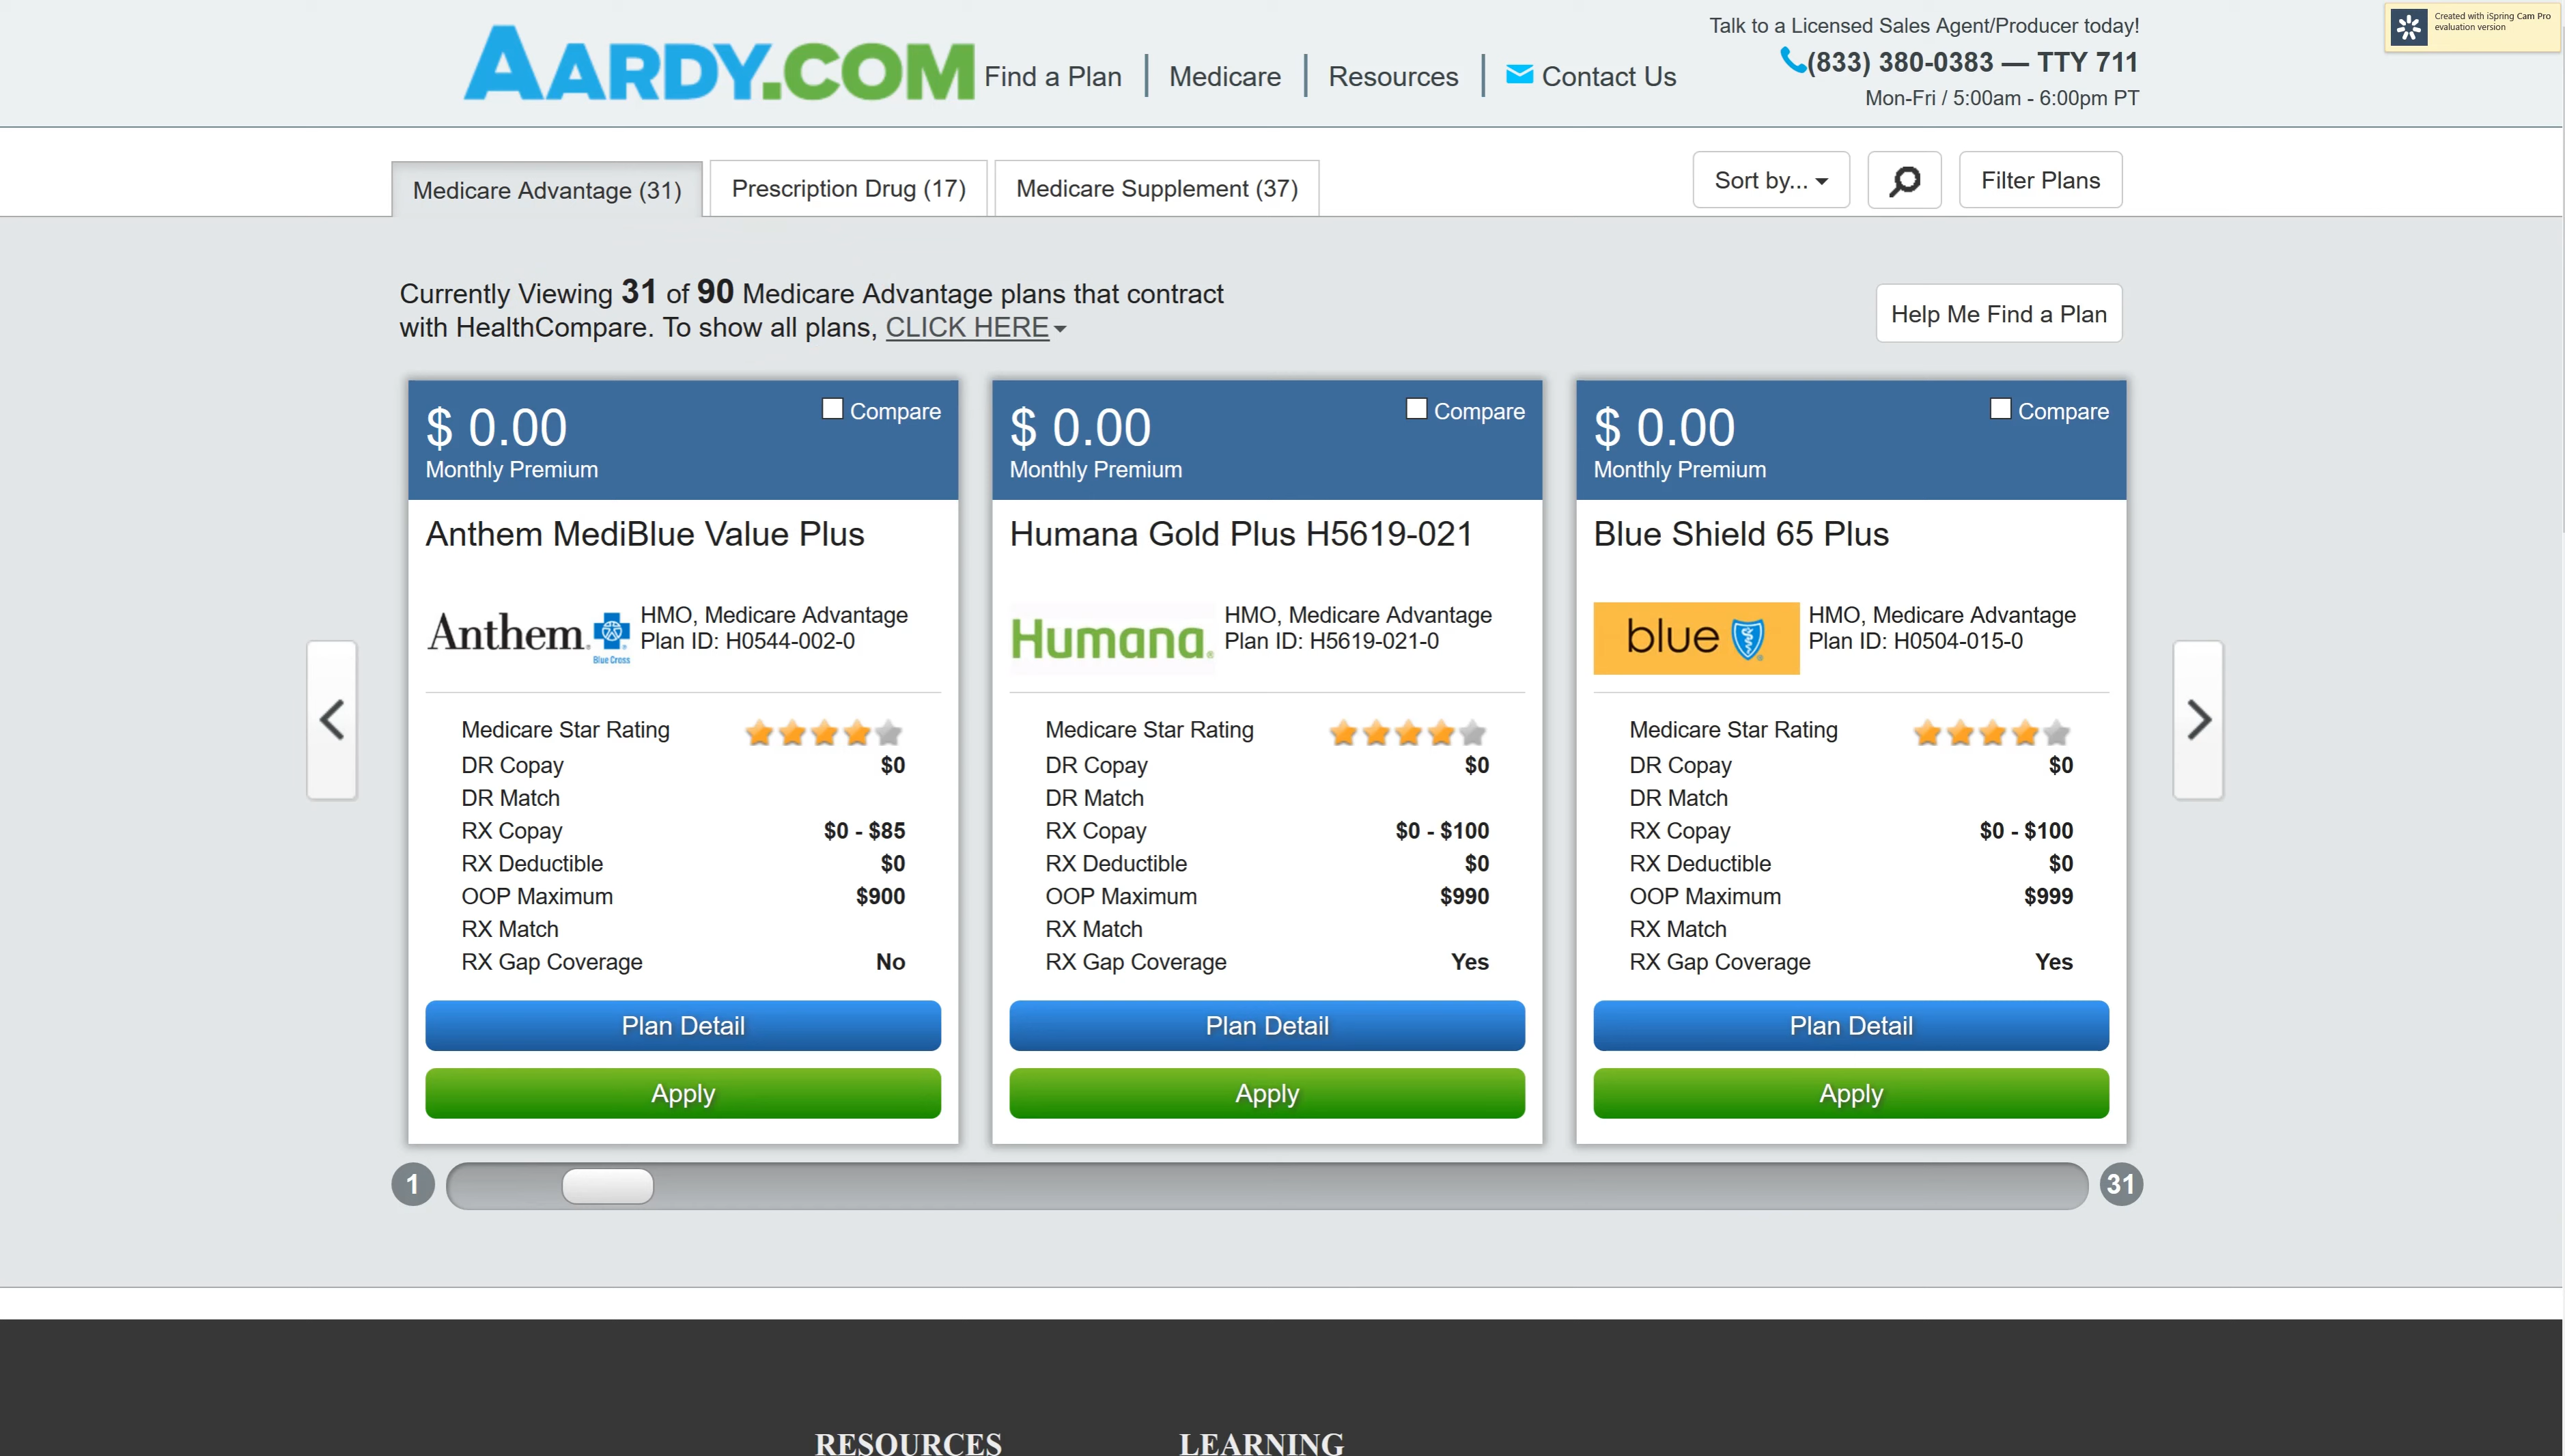 AARDY.COM
Find a Plan
Medicare
Resources
Contact Us
Talk to a Licensed Sales Agent/Producer today!
(833) 380-0383 — TTY 711
Mon-Fri / 5:00am - 6:00pm PT
Created with iSpring Cam Pro
evaluation version
Medicare Advantage (31)
Prescription Drug (17)
Medicare Supplement (37)
Sort by...
Filter Plans
Currently Viewing 31 of 90 Medicare Advantage plans that contract
with HealthCompare. To show all plans, CLICK HERE
Help Me Find a Plan
$ 0.00
Compare
Monthly Premium
Anthem MediBlue Value Plus
Anthem
Blue Cross
HMO, Medicare Advantage
Plan ID: H0544-002-0
Medicare Star Rating
DR Copay $0
DR Match
RX Copay $0 - $85
RX Deductible $0
OOP Maximum $900
RX Match
RX Gap Coverage No
Plan Detail
Apply
$ 0.00
Compare
Monthly Premium
Humana Gold Plus H5619-021
Humana
HMO, Medicare Advantage
Plan ID: H5619-021-0
Medicare Star Rating
DR Copay $0
DR Match
RX Copay $0 - $100
RX Deductible $0
OOP Maximum $990
RX Match
RX Gap Coverage Yes
Plan Detail
Apply
$ 0.00
Compare
Monthly Premium
Blue Shield 65 Plus
blue
HMO, Medicare Advantage
Plan ID: H0504-015-0
Medicare Star Rating
DR Copay $0
DR Match
RX Copay $0 - $100
RX Deductible $0
OOP Maximum $999
RX Match
RX Gap Coverage Yes
Plan Detail
Apply
1
31
RESOURCES
LEARNING